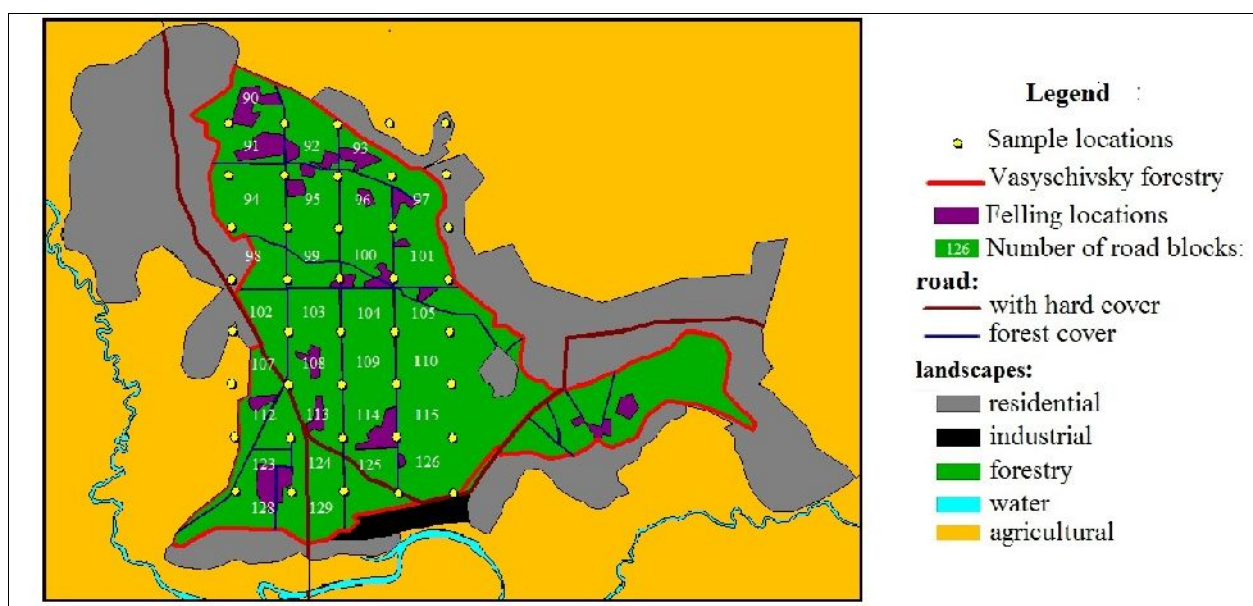 Legend :
Sample locations
Vasyschivsky forestry
Felling locations
126 Number of road blocks:
road:
with hard cover
forest cover
landscapes:
residential
industrial
forestry
water
agricultural
90
91 92 93
94 95 96 97
98 99 100 101
102 103 104 105
107 108 109 110
112 113 114 115
123 124 125 126
128 129